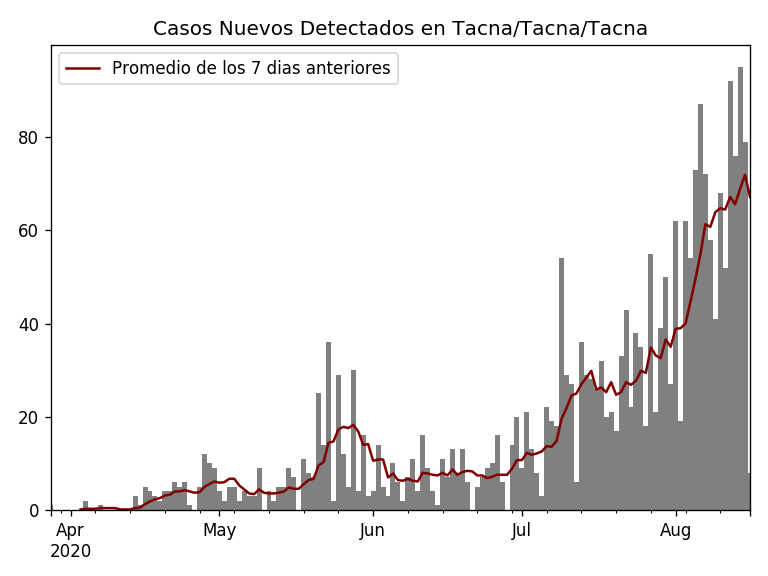 Casos Nuevos Detectados en Tacna/Tacna/Tacna
Promedio de los 7 dias anteriores
80
60
40
20
0
Apr May Jun Jul Aug
2020